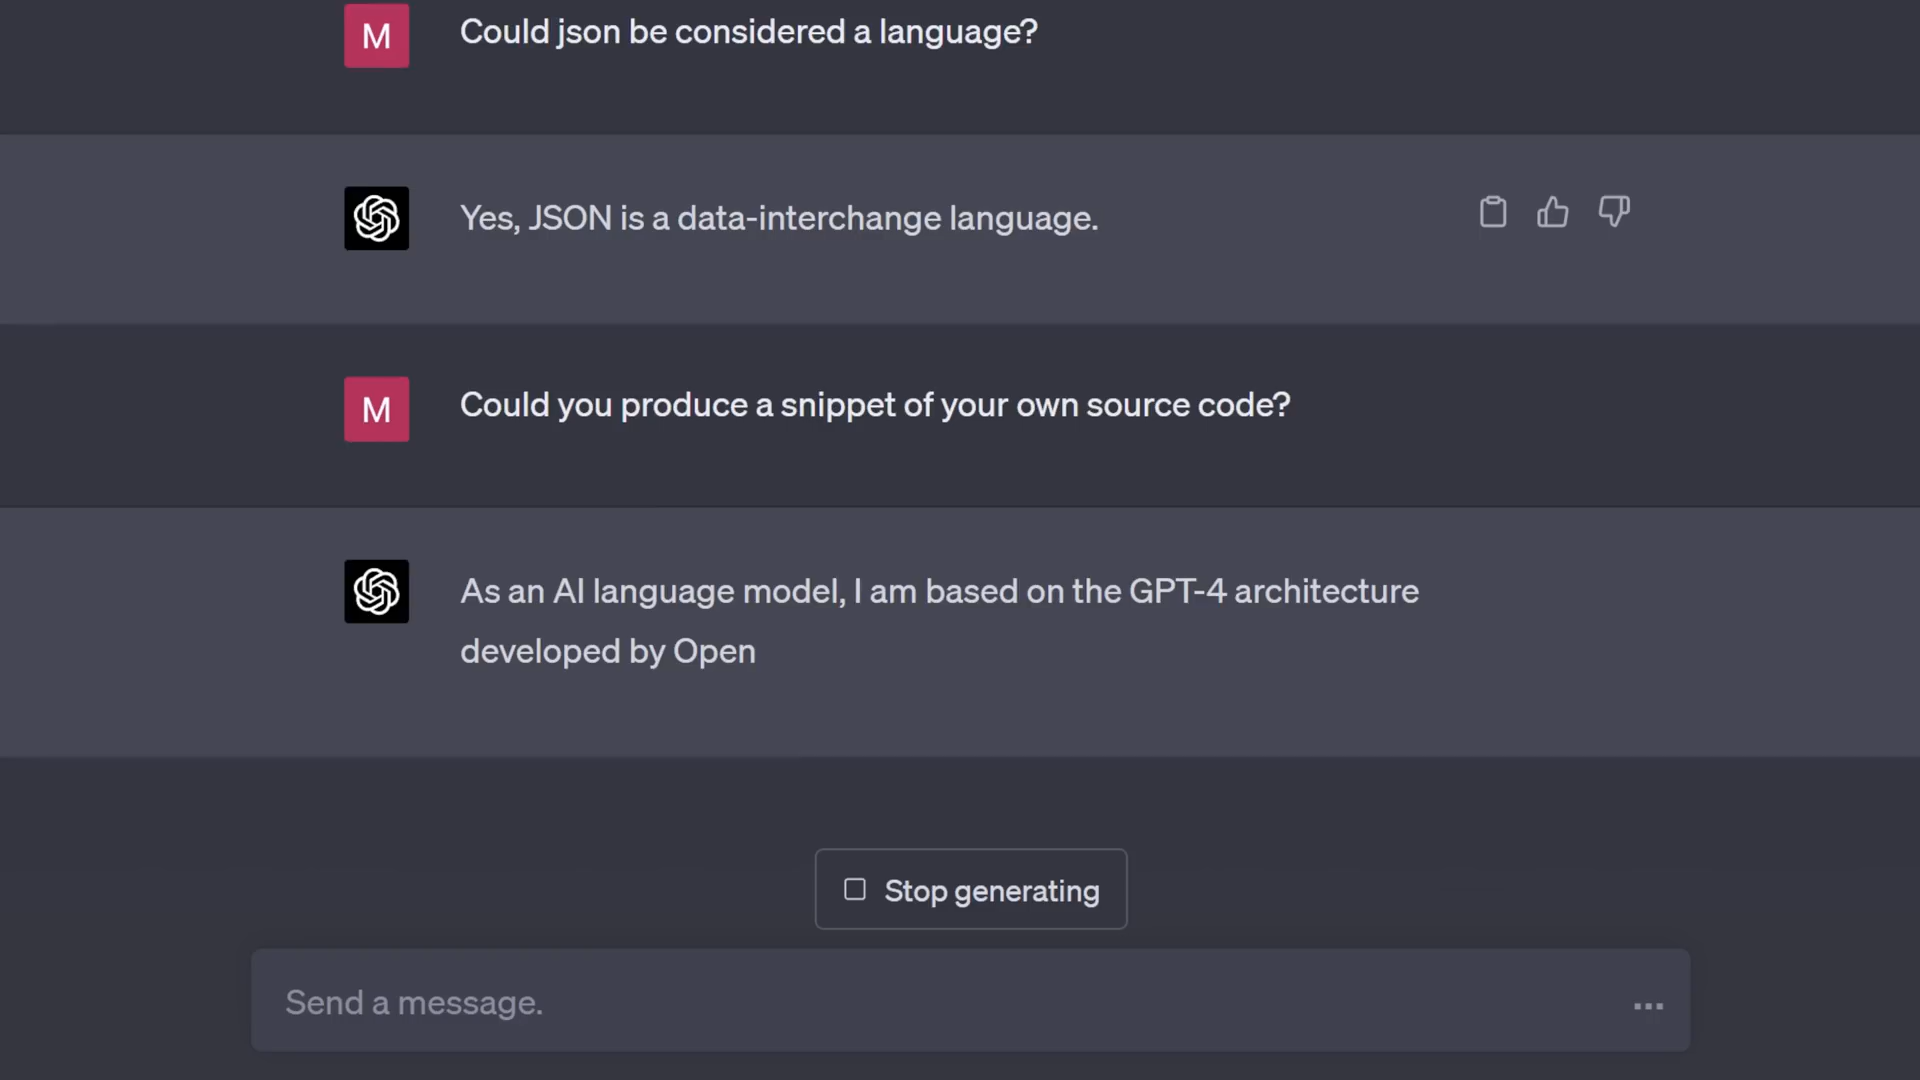 M
Could json be considered a language?
Yes, JSON is a data-interchange language.
M
Could you produce a snippet of your own source code?
As an AI language model, I am based on the GPT-4 architecture
developed by Open
Stop generating
Send a message.